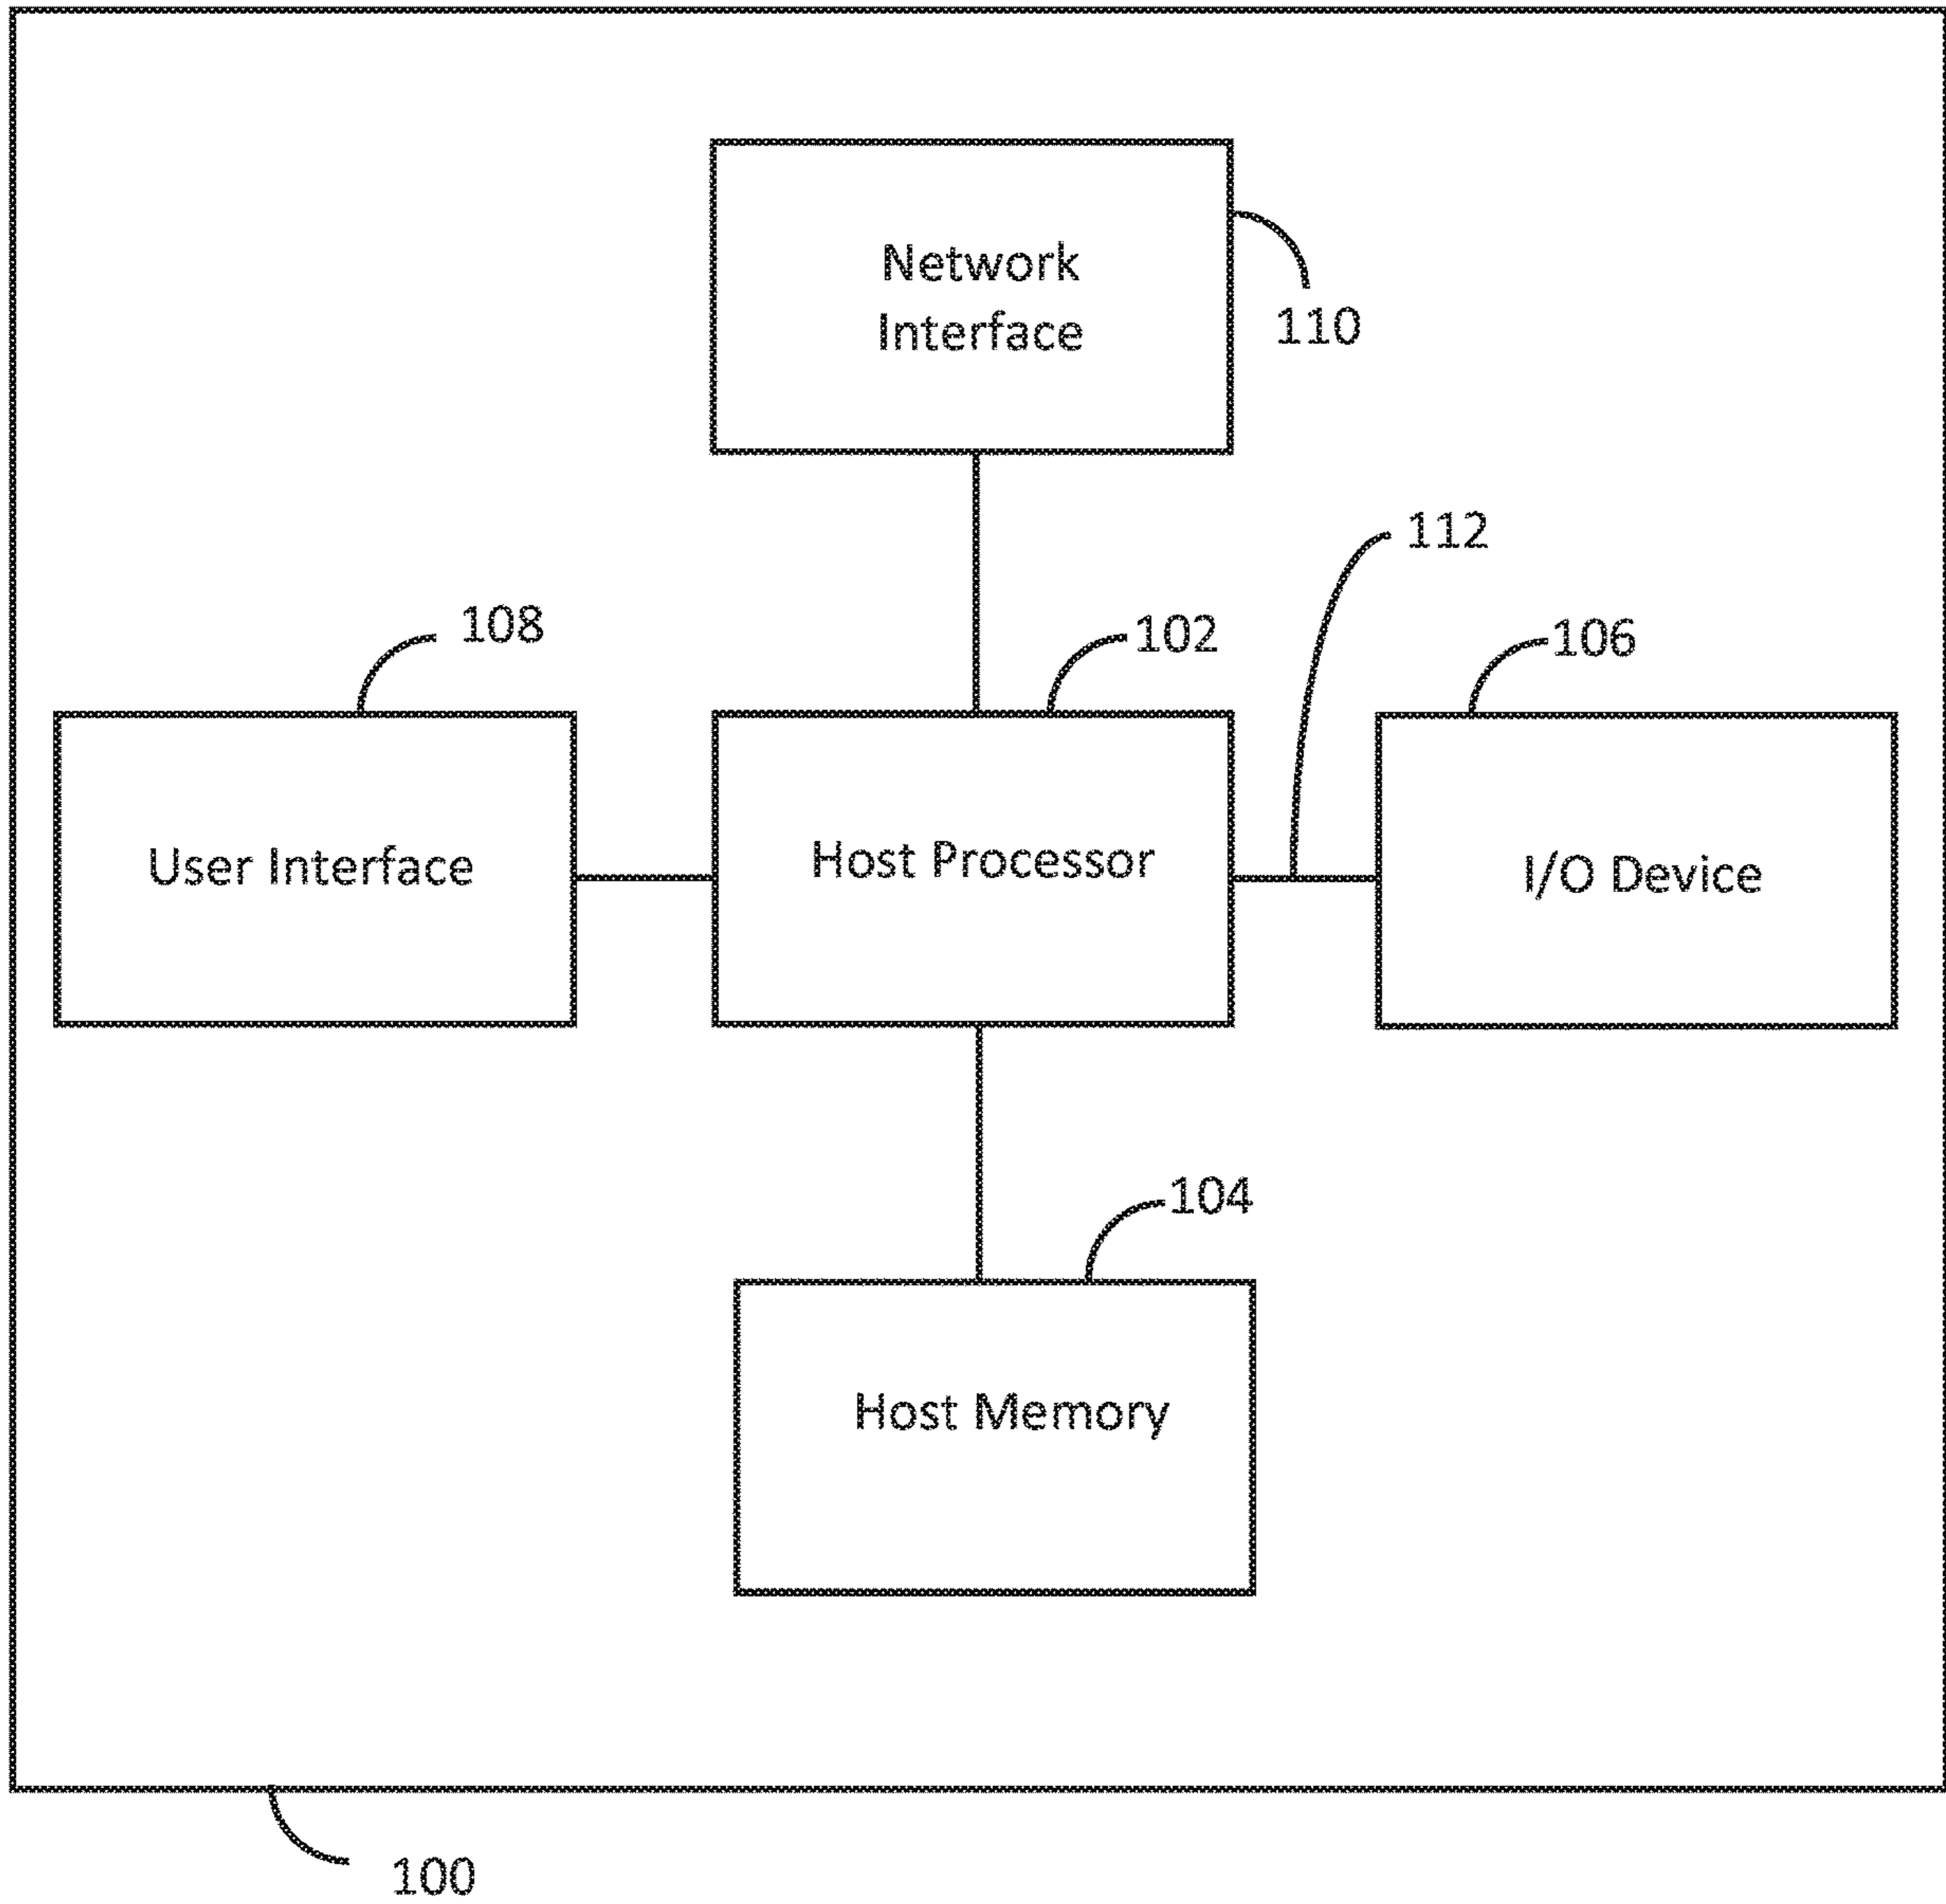 Network
Interface
110
112
108
102
106
User Interface
Host Processor
I/O Device
104
Host Memory
100